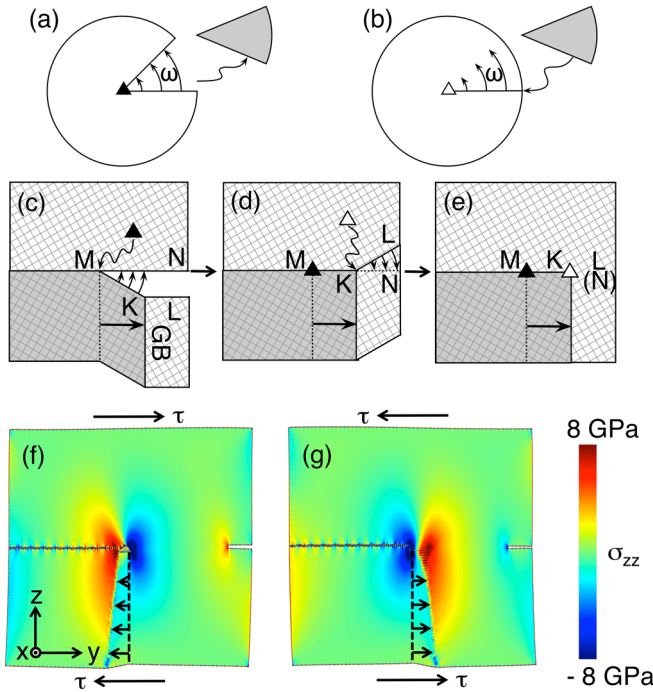 (a)
ω
(b)
ω
(c)
M
N
K
L
GB
(d)
M
L
K
N
(e)
M
K
L
(N)
τ
τ
8 GPa
(f)
(g)
σzz
z
x
y
- 8 GPa
τ
τ